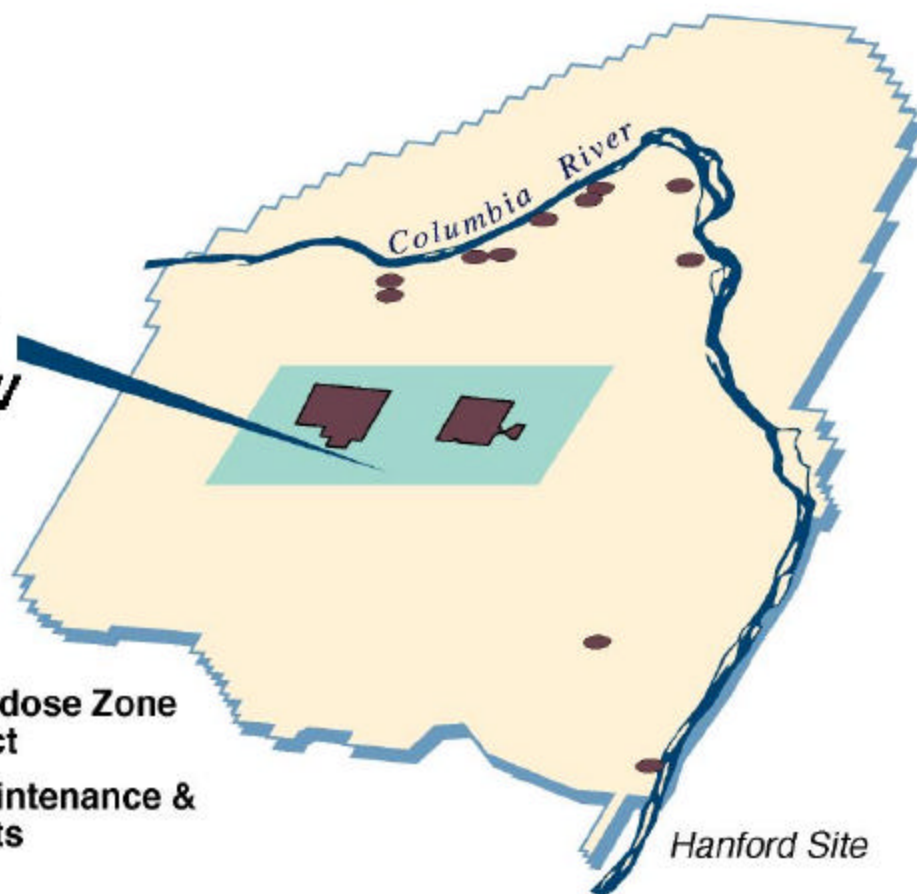 Columbia River
dose Zone
ct
intenance &
ts
Hanford Site